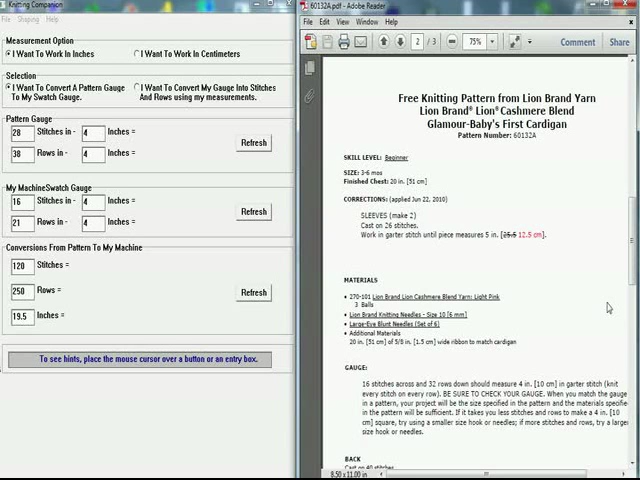 Knitting Companion
File Shaping Help
Measurement Option
I Want To Work In Inches
I Want To Work in Centimeters
Selection
I Want To Convert A Pattern Gauge
To My Swatch Gauge.
I Want To Convert My Gauge Into Stitches
And Rows using my measurements.
Pattern Gauge
28 Stitches in - 4 Inches =
38 Rows in - 4 Inches =
Refresh
My MachineSwatch Gauge
16 Stitches in - 4 Inches =
21 Rows in - 4 Inches =
Refresh
Conversions From Pattern To My Machine
120 Stitches =
250 Rows =
Refresh
19.5 Inches =
To see hints, place the mouse cursor over a button or an entry box.
60132A.pdf - Adobe Reader
File Edit View Window Help
2 / 3 75% Comment Share
Free Knitting Pattern from Lion Brand Yarn
Lion Brand® Lion® Cashmere Blend
Glamour-Baby's First Cardigan
Pattern Number: 60132A
SKILL LEVEL: Beginner
SIZE: 3-6 mos
Finished Chest: 20 in. [51 cm]
CORRECTIONS: (applied Jun 22, 2010)
SLEEVES (make 2)
Cast on 26 stitches.
Work in garter stitch until piece measures 5 in. [25.5 12.5 cm].
MATERIALS
• 270-101 Lion Brand Lion Cashmere Blend Yarn: Light Pink
3 Balls
• Lion Brand Knitting Needles - Size 10 [6 mm]
• Large-Eye Blunt Needles (Set of 6)
• Additional Materials
20 in. [51 cm] of 5/8 in. [1.5 cm] wide ribbon to match cardigan
GAUGE:
16 stitches across and 32 rows down should measure 4 in. [10 cm] in garter stitch (knit
every stitch on every row). BE SURE TO CHECK YOUR GAUGE. When you match the gauge
in a pattern, your project will be the size specified in the pattern and the materials specifie
in the pattern will be sufficient. If it takes you less stitches and rows to make a 4 in. [10
cm] square, try using a smaller size hook or needles; if more stitches and rows, try a larger
size hook or needles.
BACK
Cast on 40 stitches
8.50 x 11.00 in